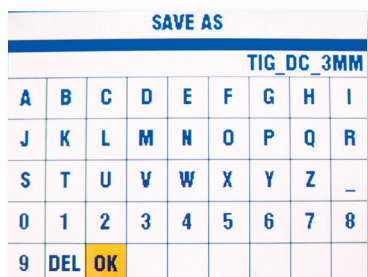 SAVE AS
TIG_DC_3MM
A B C D E F G H I
J K L M N O P Q R
S T U V W X Y Z _
0 1 2 3 4 5 6 7 8
9 DEL OK